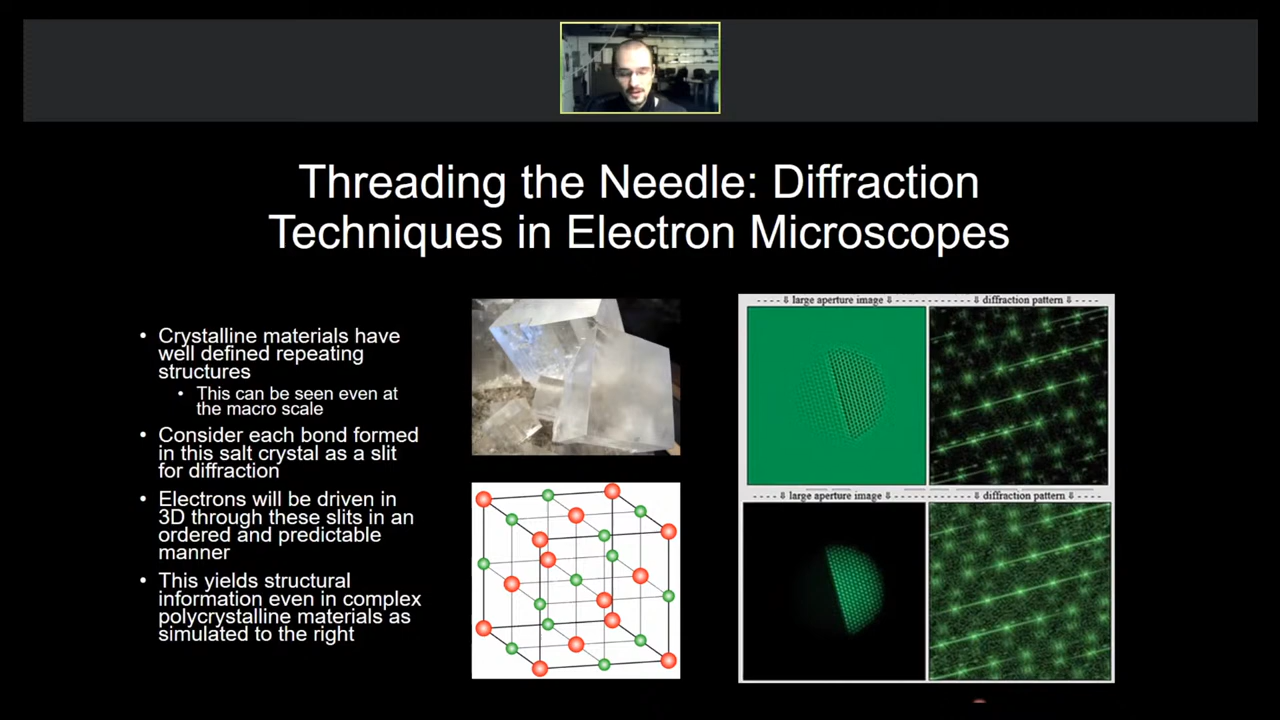 Threading the Needle: Diffraction
Techniques in Electron Microscopes
• Crystalline materials have
well defined repeating
structures
• This can be seen even at
the macro scale
• Consider each bond formed
in this salt crystal as a slit
for diffraction
• Electrons will be driven in
3D through these slits in an
ordered and predictable
manner
• This yields structural
information even in complex
polycrystalline materials as
simulated to the right
- - - - ⇩ large aperture image ⇩ - - - - - - - - - - ⇩ diffraction pattern ⇩ - - - -
- - - - ⇩ large aperture image ⇩ - - - - - - - - - - ⇩ diffraction pattern ⇩ - - - -